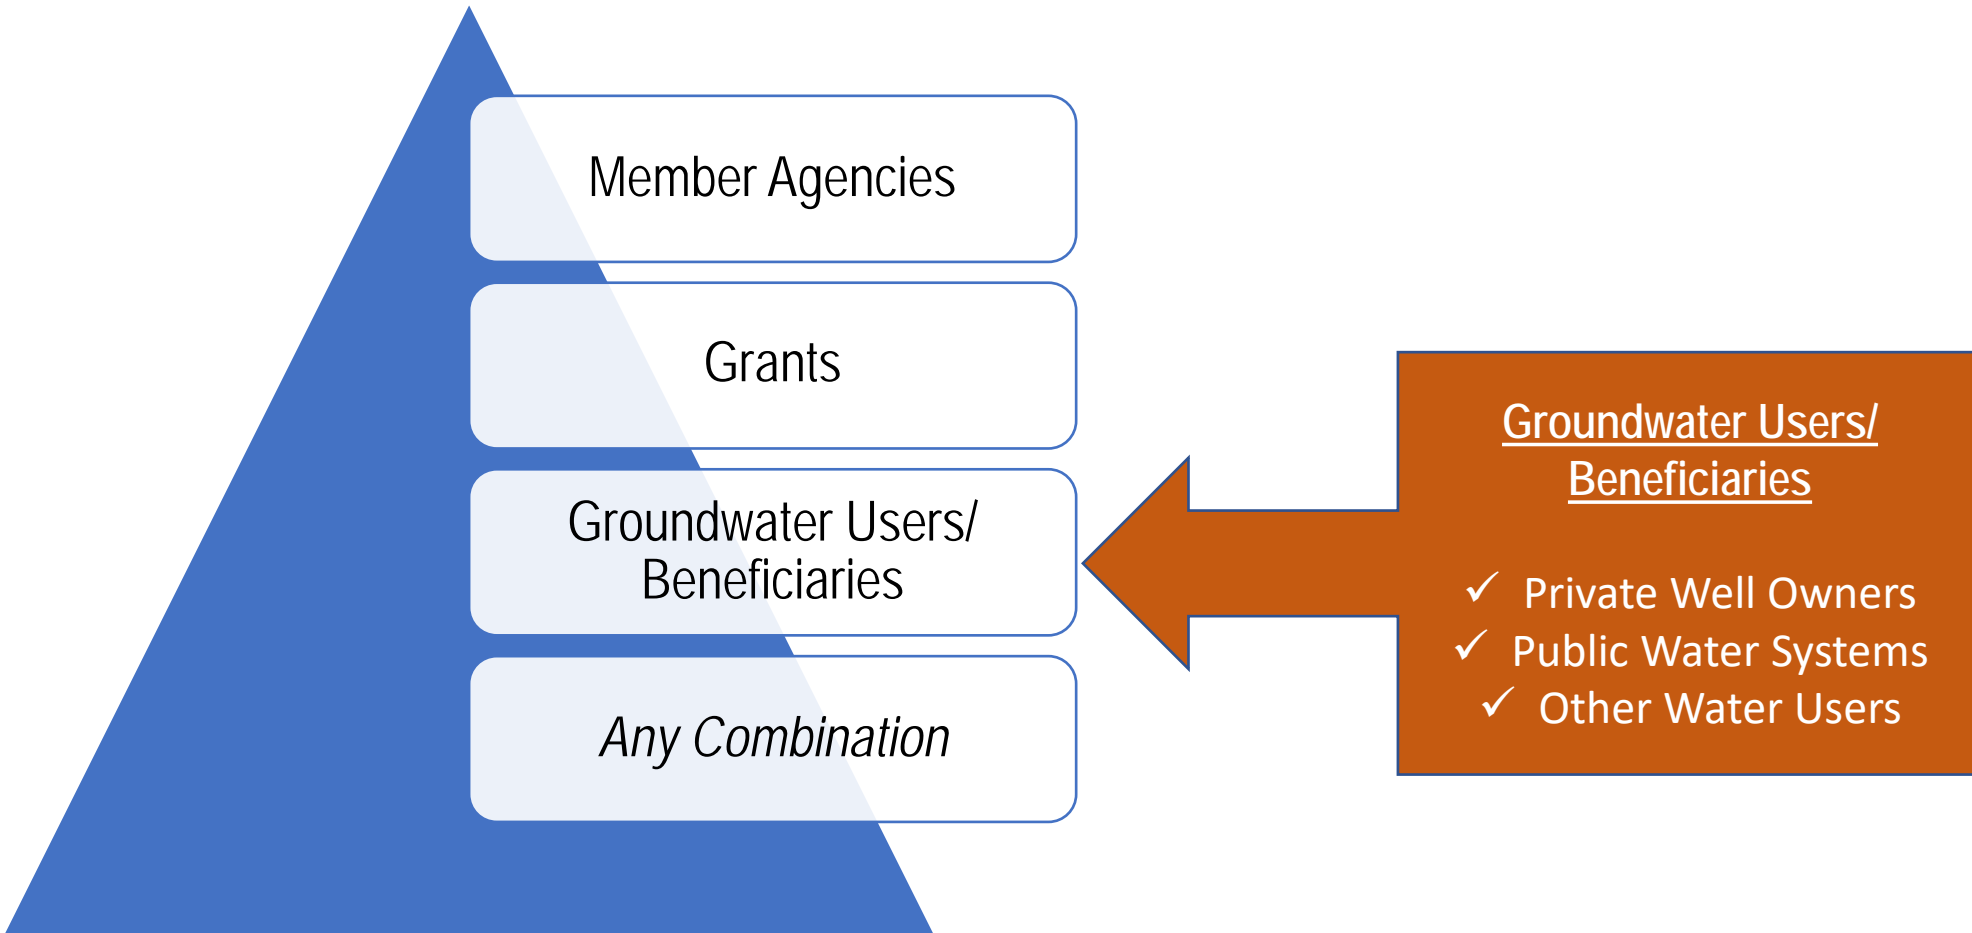 Member Agencies
Grants
Groundwater Users/
Beneficiaries
Any Combination
Groundwater Users/
Beneficiaries
✓ Private Well Owners
✓ Public Water Systems
✓ Other Water Users